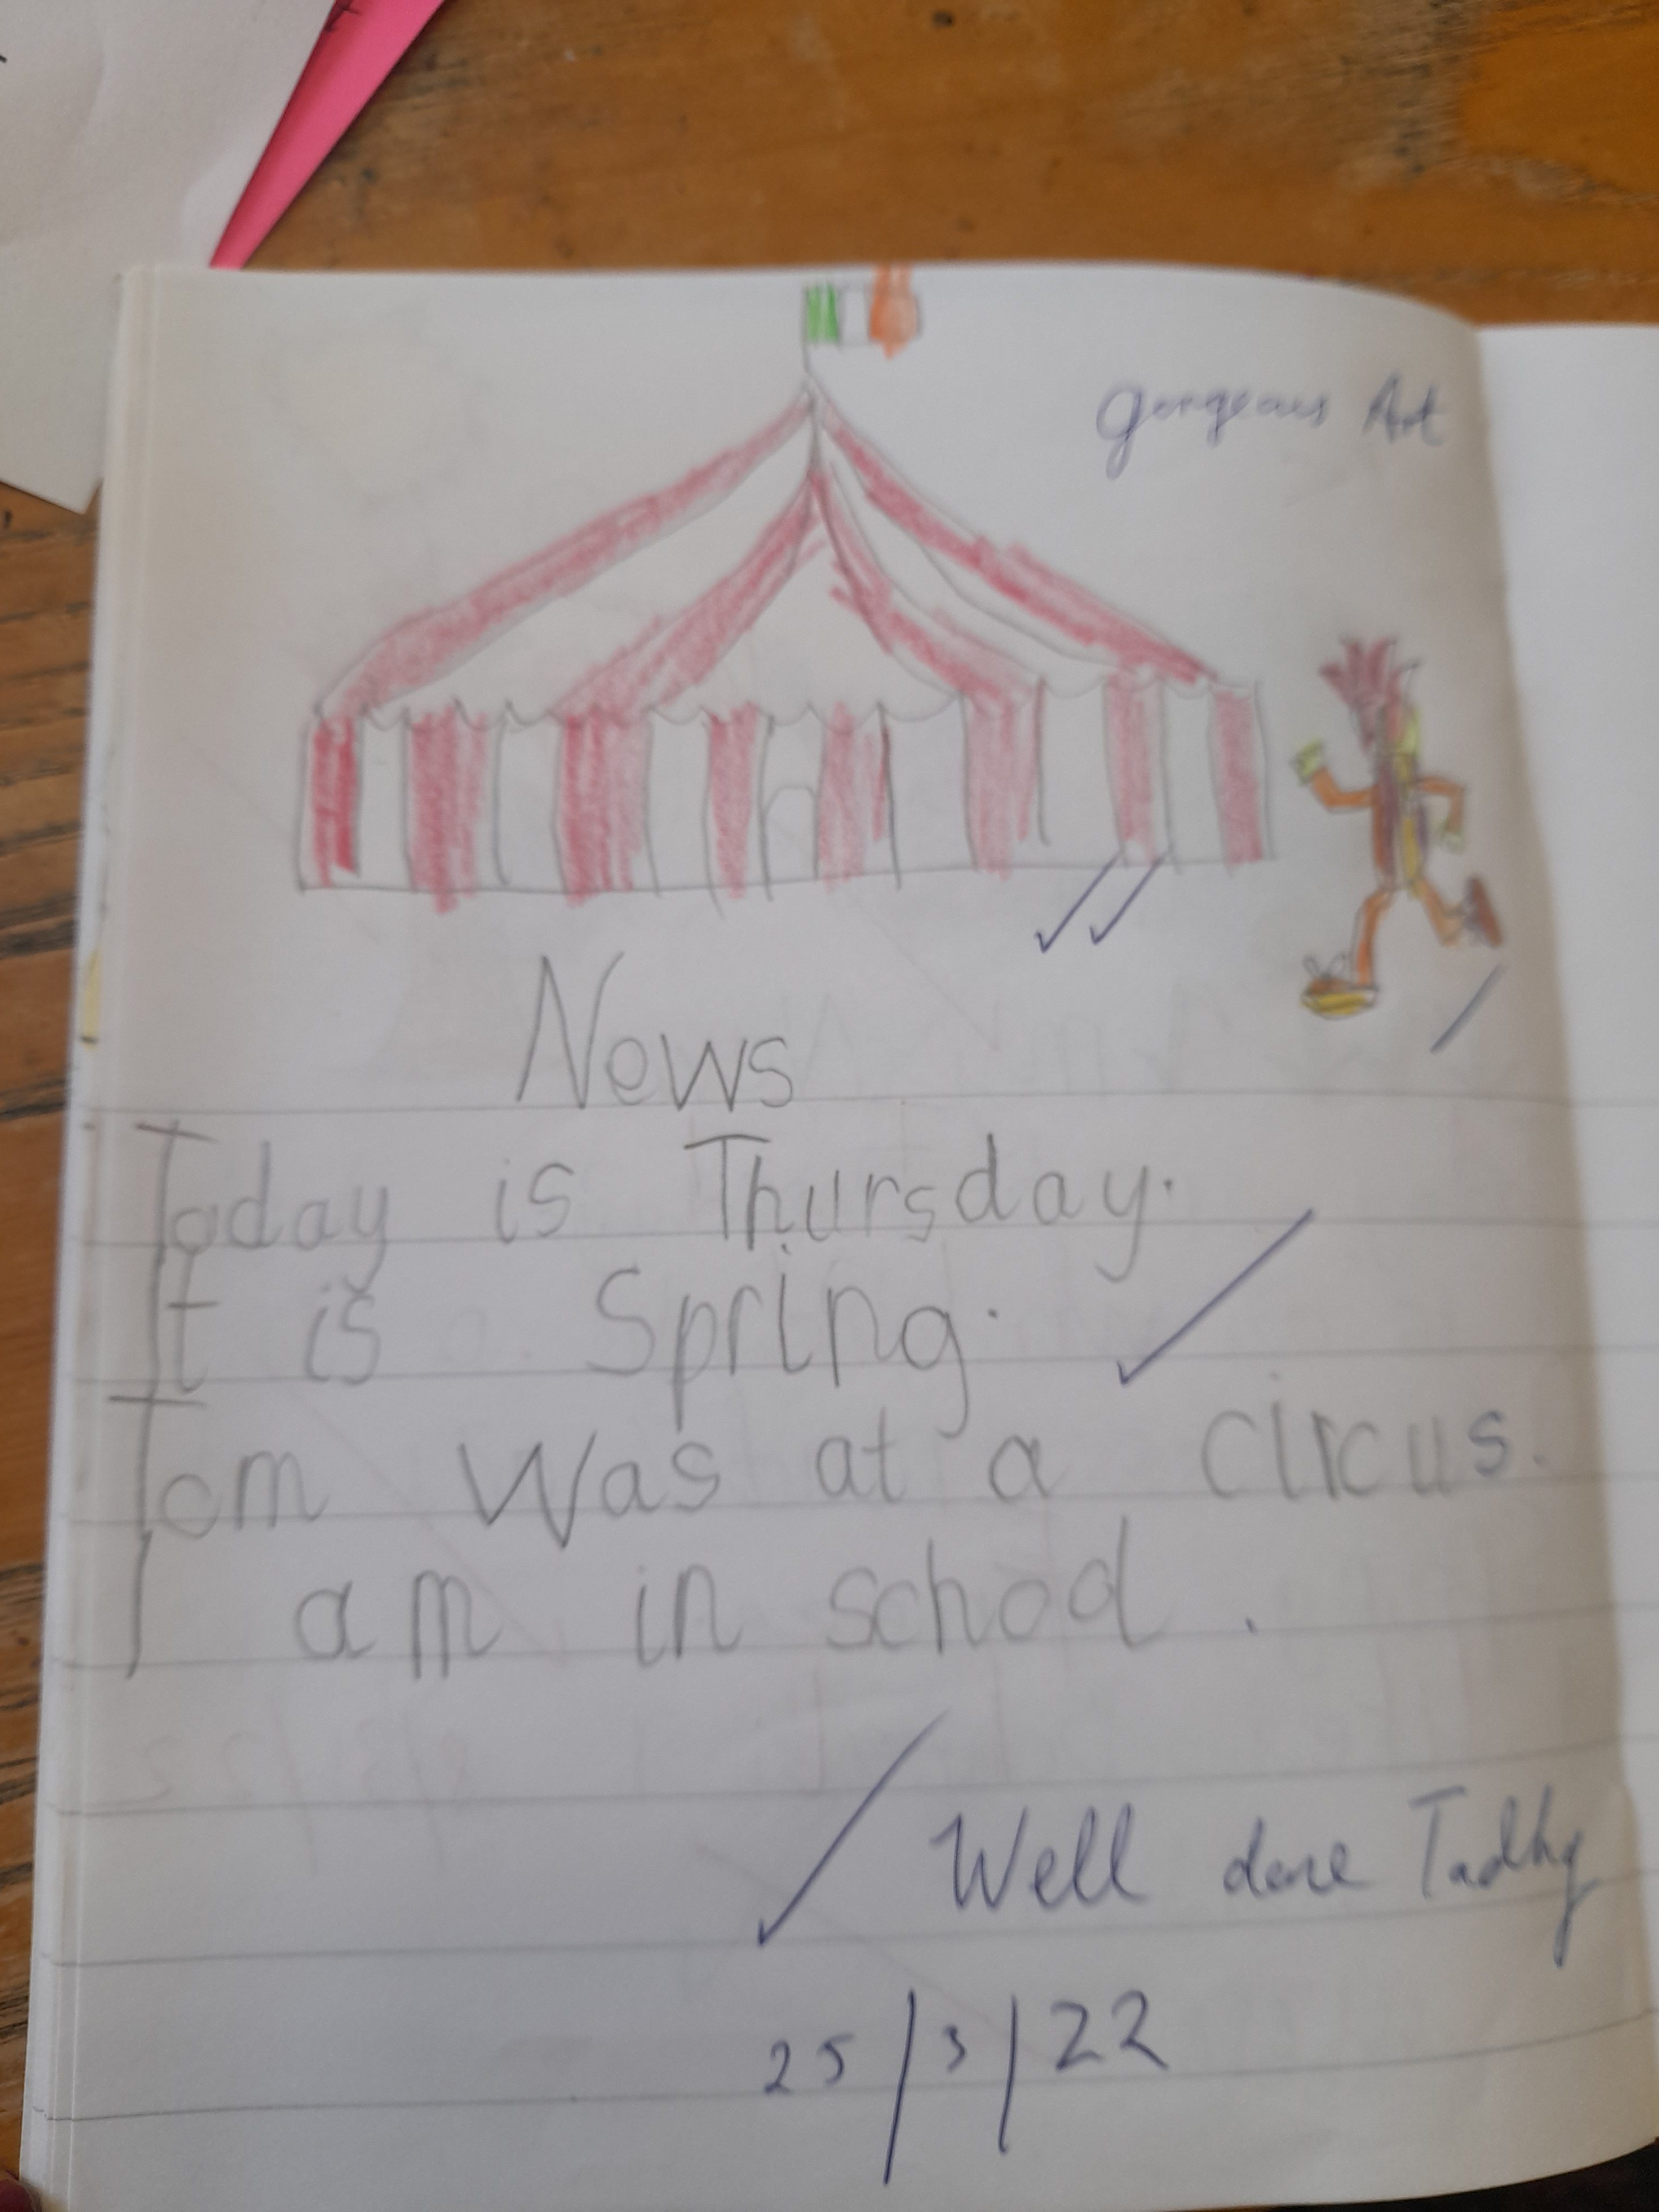 gorgeous Art
News
Today is Thursday.
It is Spring.
Tom Was at a circus.
I am in school.
Well done Tadhg
25/3/22